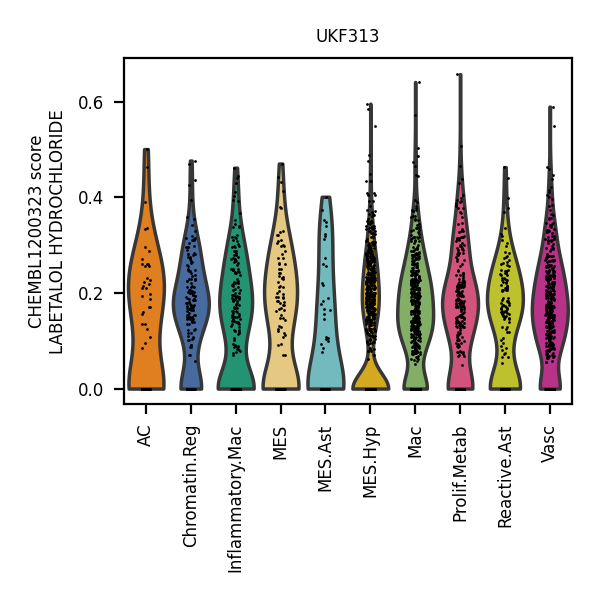 UKF313
CHEMBL1200323 score
LABETALOL HYDROCHLORIDE
0.6
0.4
0.2
0.0
AC
Chromatin.Reg
Inflammatory.Mac
MES
MES.Ast
MES.Hyp
Mac
Prolif.Metab
Reactive.Ast
Vasc